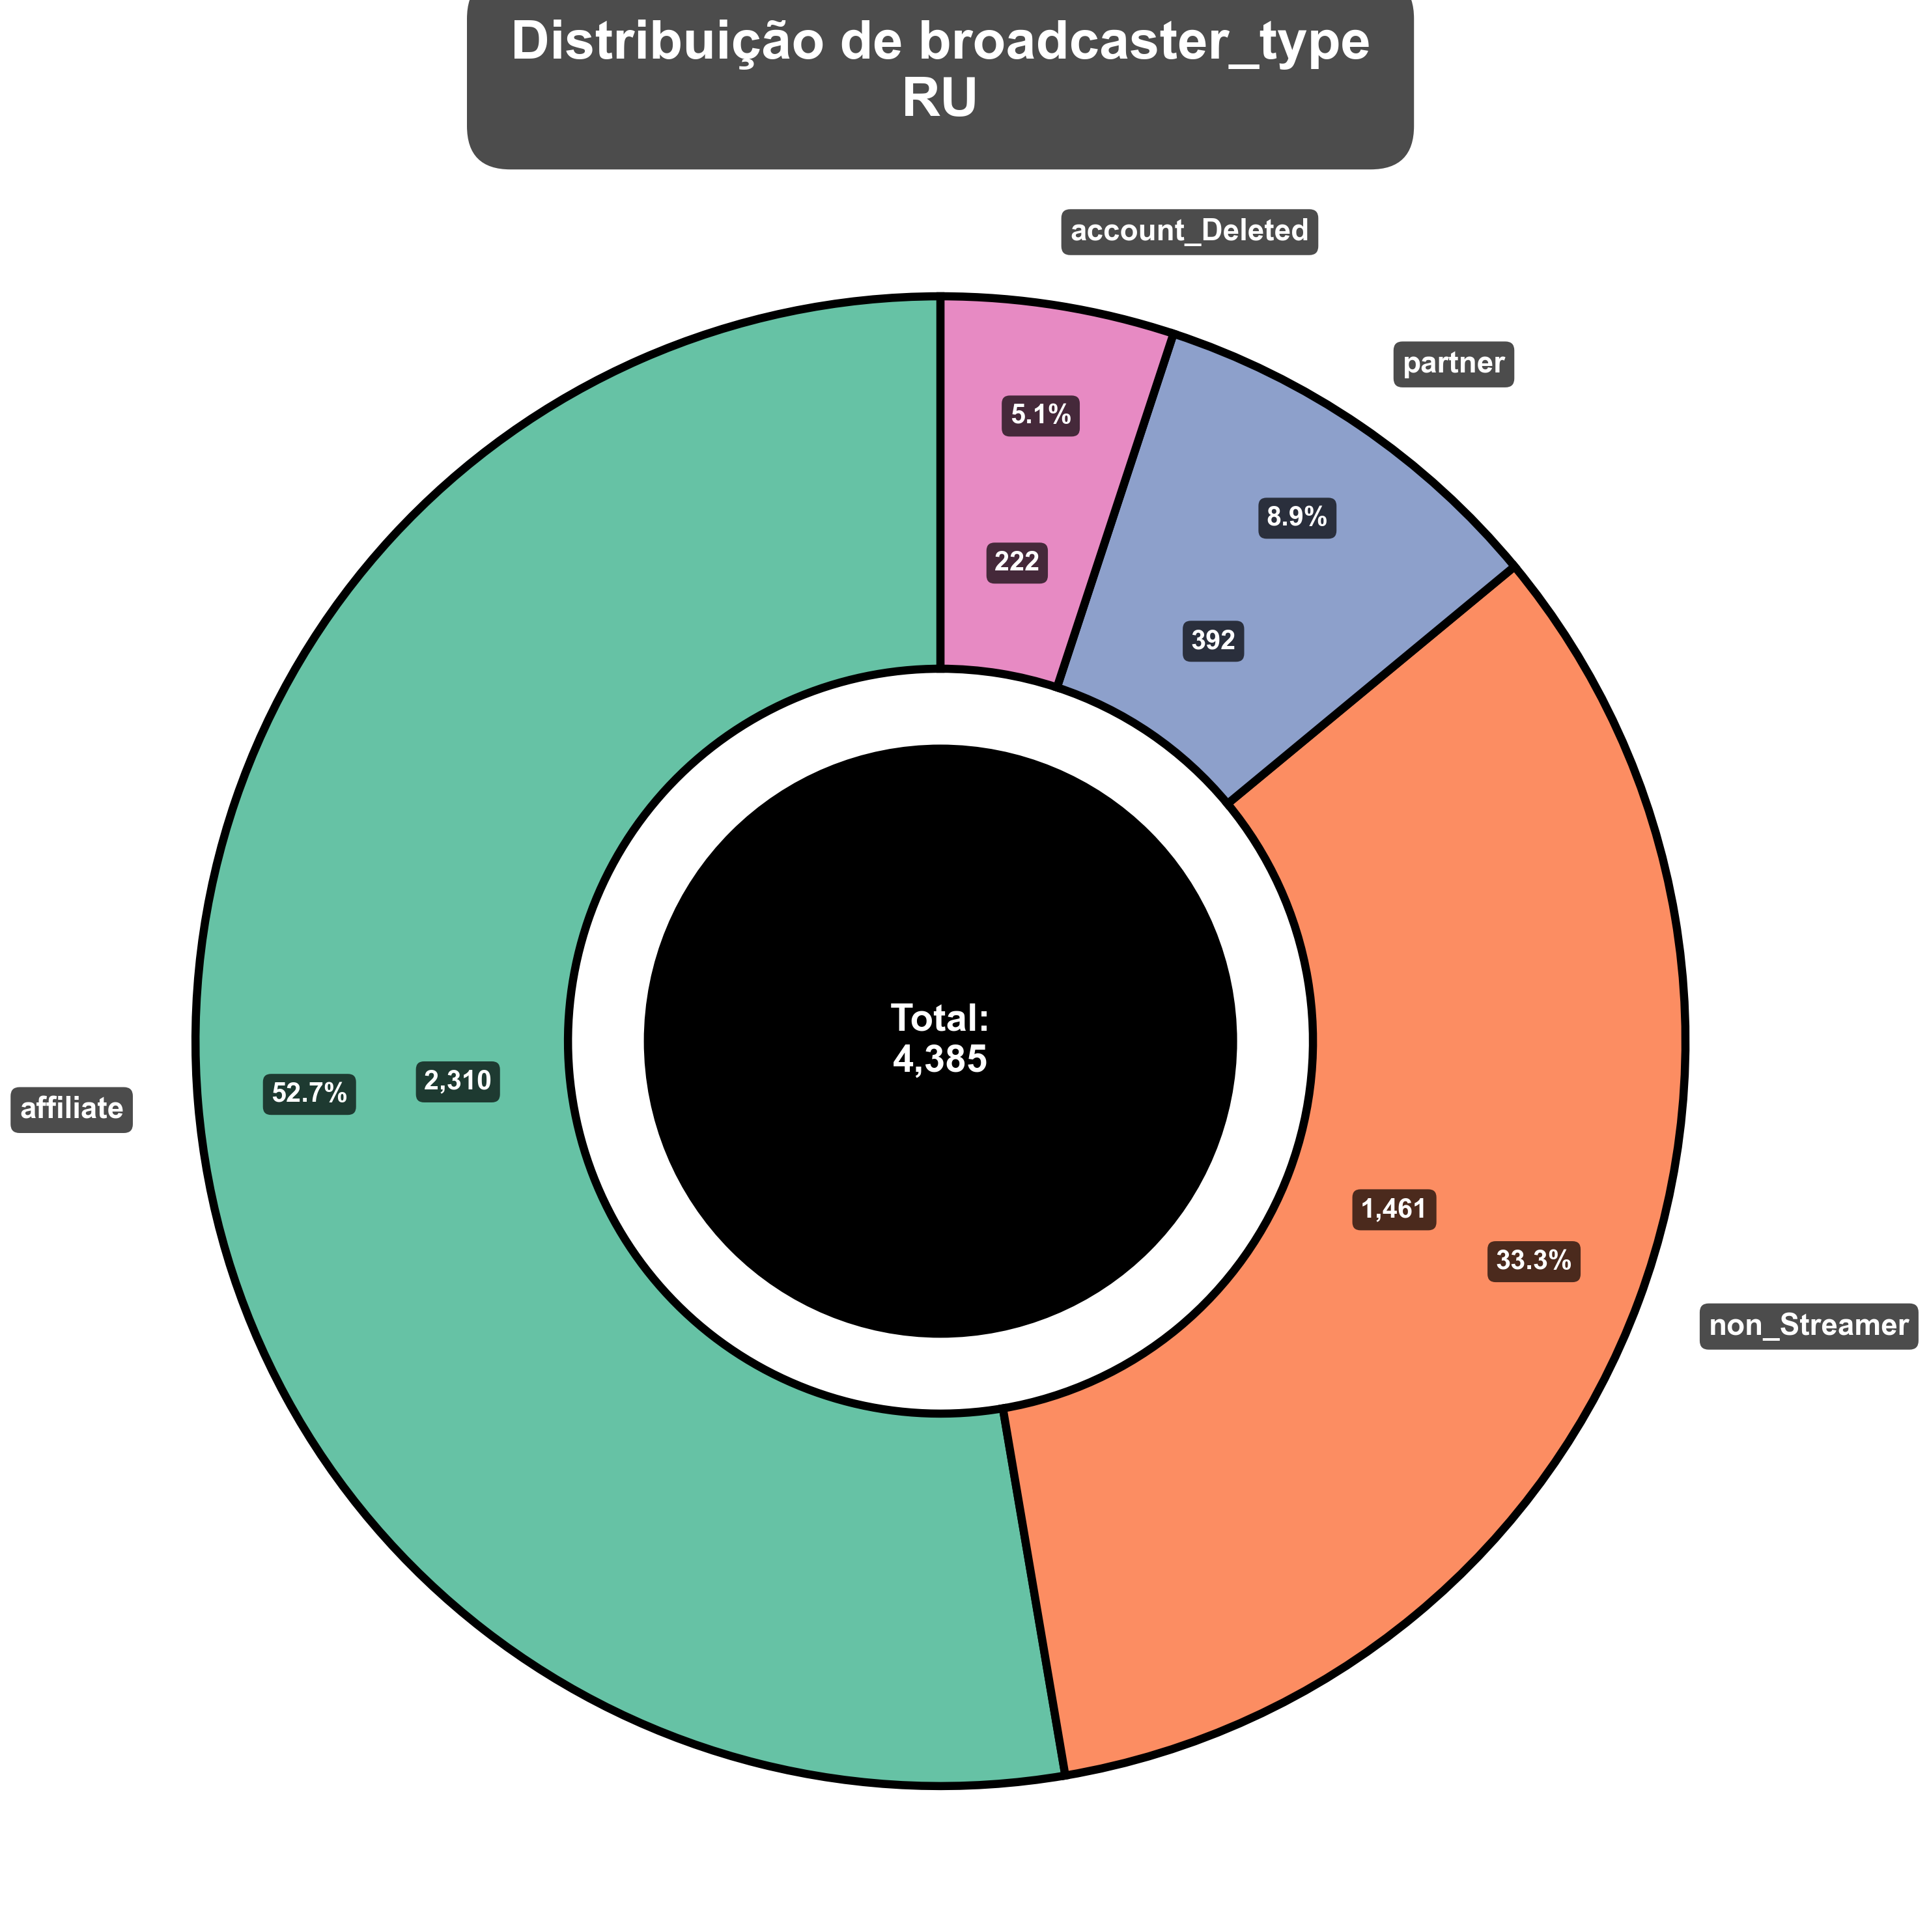 Distribuição de broadcaster_type
RU
account_Deleted
partner
5.1%
8.9%
222
392
Total:
4,385
affiliate
52.7%
2,310
1,461
33.3%
non_Streamer